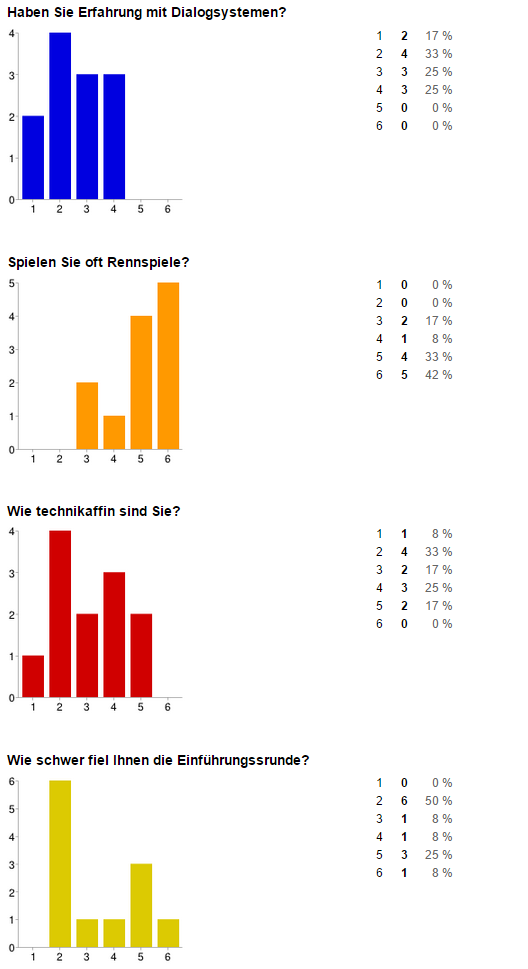 Haben Sie Erfahrung mit Dialogsystemen?
4
3
2
1
0
1 2 3 4 5 6
1 2 17 %
2 4 33 %
3 3 25 %
4 3 25 %
5 0 0 %
6 0 0 %
Spielen Sie oft Rennspiele?
5
4
3
2
1
0
1 2 3 4 5 6
1 0 0 %
2 0 0 %
3 2 17 %
4 1 8 %
5 4 33 %
6 5 42 %
Wie technikaffin sind Sie?
4
3
2
1
0
1 2 3 4 5 6
1 1 8 %
2 4 33 %
3 2 17 %
4 3 25 %
5 2 17 %
6 0 0 %
Wie schwer fiel Ihnen die Einführungssrunde?
6
5
4
3
2
1
0
1 2 3 4 5 6
1 0 0 %
2 6 50 %
3 1 8 %
4 1 8 %
5 3 25 %
6 1 8 %